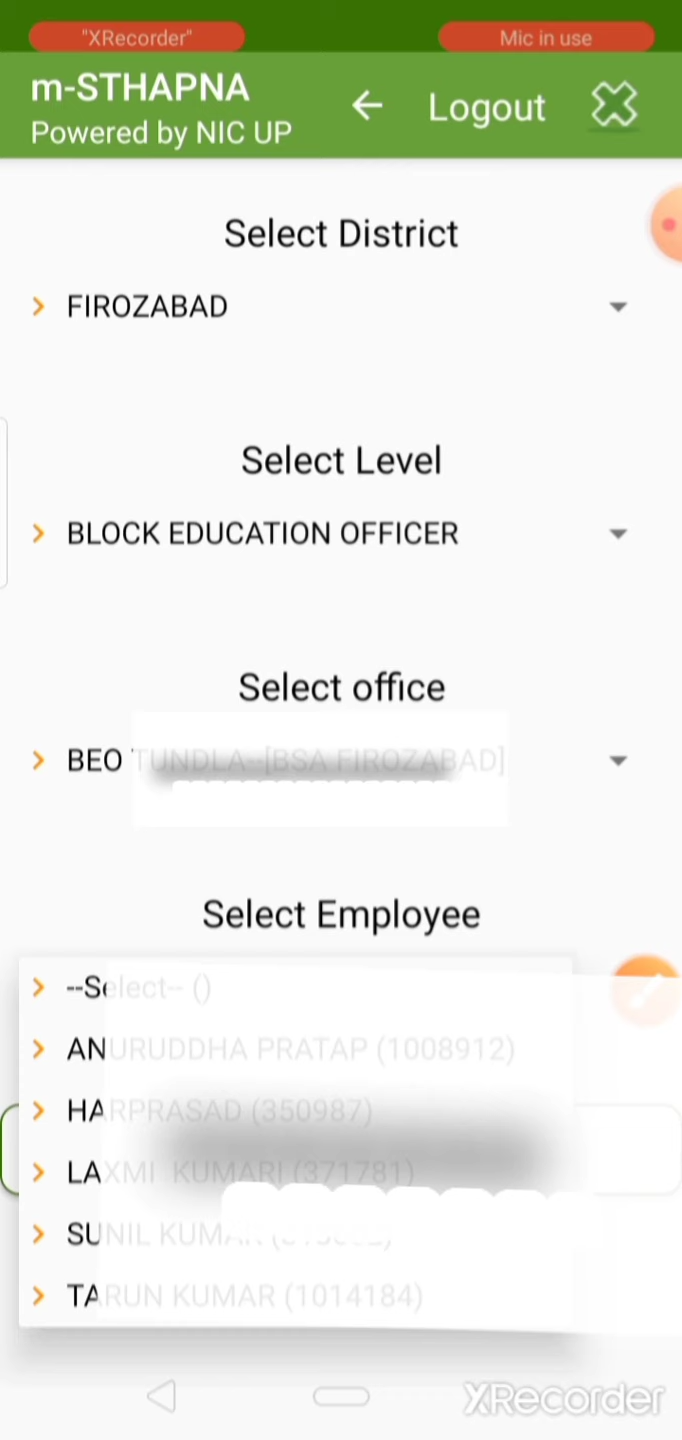 "XRecorder"
Mic in use
m-STHAPNA
Logout
Powered by NIC UP
Select District
FIROZABAD
Select Level
BLOCK EDUCATION OFFICER
Select office
BEO TUNDLA--[BSA FIROZABAD]
Select Employee
--Select-- ()
ANURUDDHA PRATAP (1008912)
HARPRASAD (350987)
LAXMI KUMARI (371781)
SUNIL
TARUN KUMAR (1014184)
XRecorder